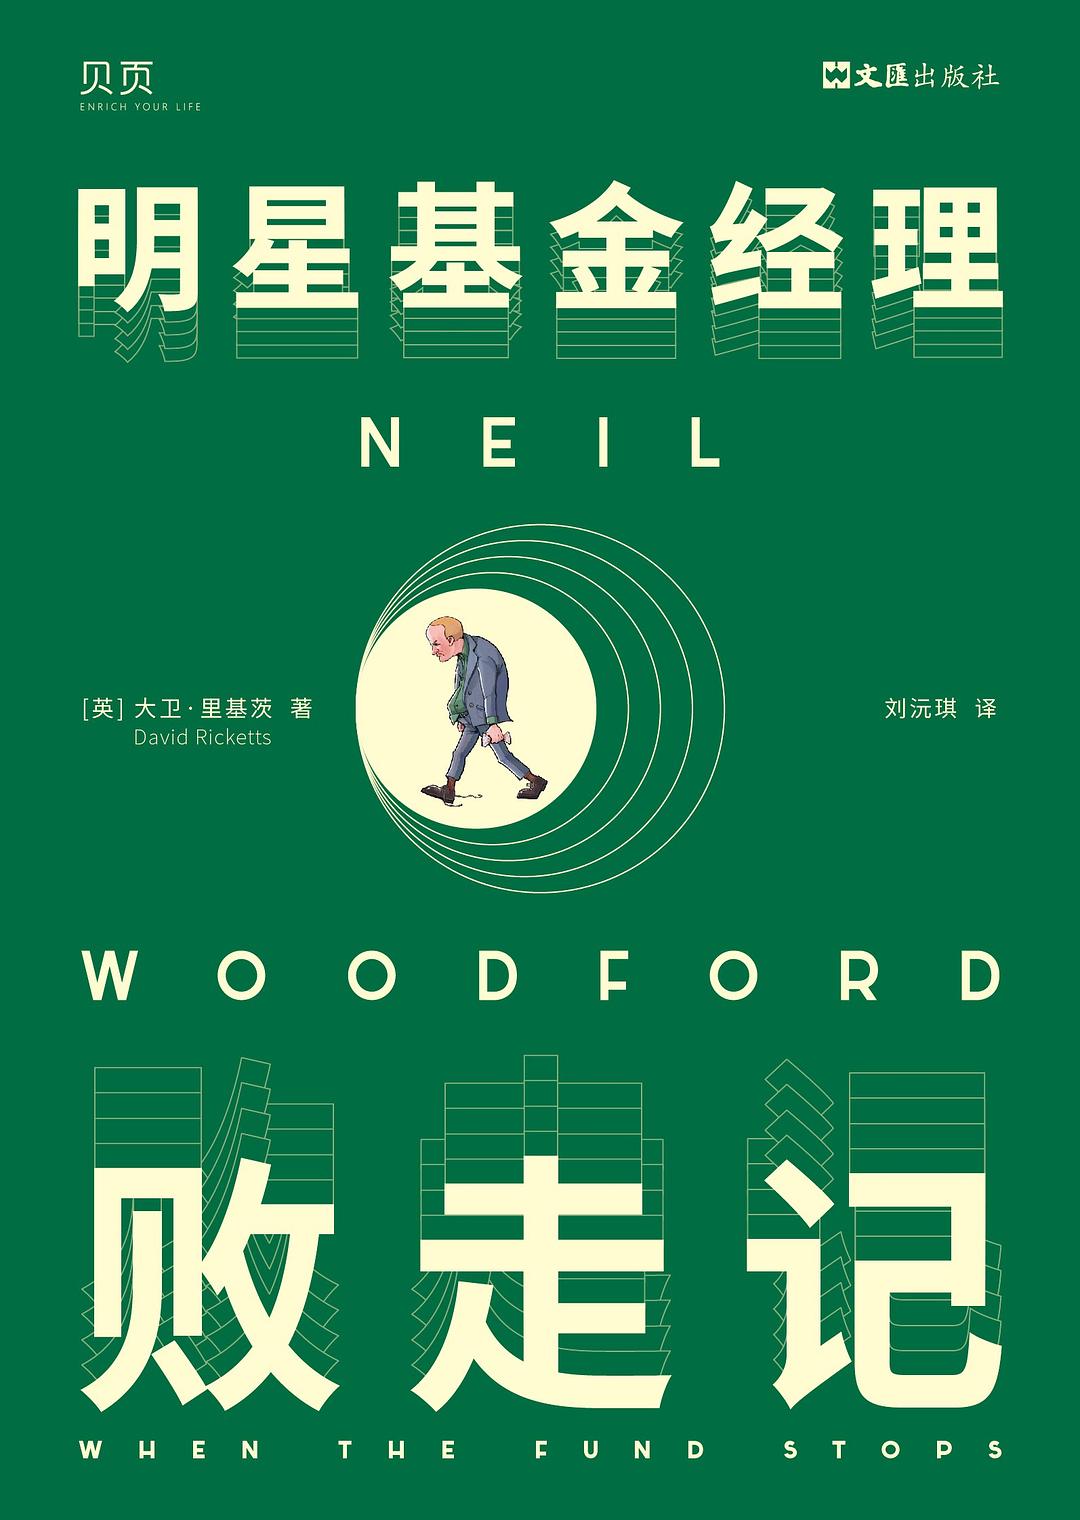 贝页
ENRICH YOUR LIFE
文匯出版社
明星基金经理
NEIL
[英] 大卫·里基茨 著
David Ricketts
刘沅琪 译
WOODFORD
败走记
WHEN THE FUND STOPS